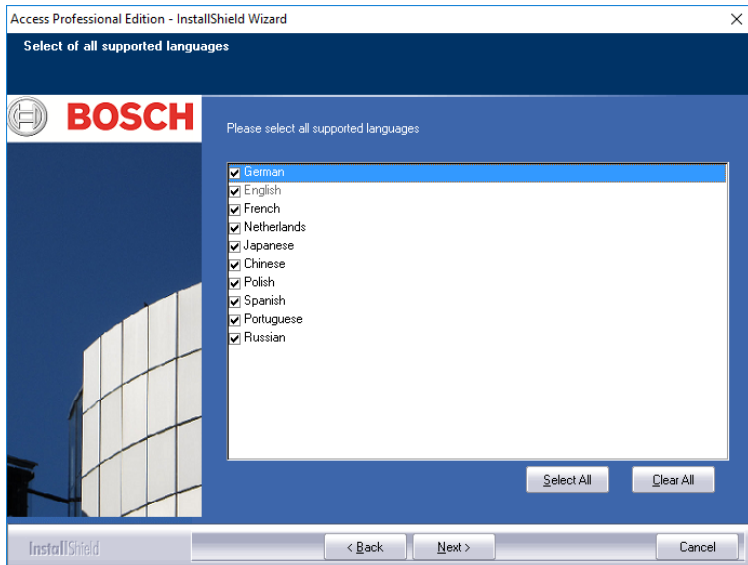 Access Professional Edition - InstallShield Wizard
Select of all supported languages
BOSCH
Please select all supported languages
German
English
French
Netherlands
Japanese
Chinese
Polish
Spanish
Portuguese
Russian
Select All
Clear All
InstallShield
< Back
Next >
Cancel